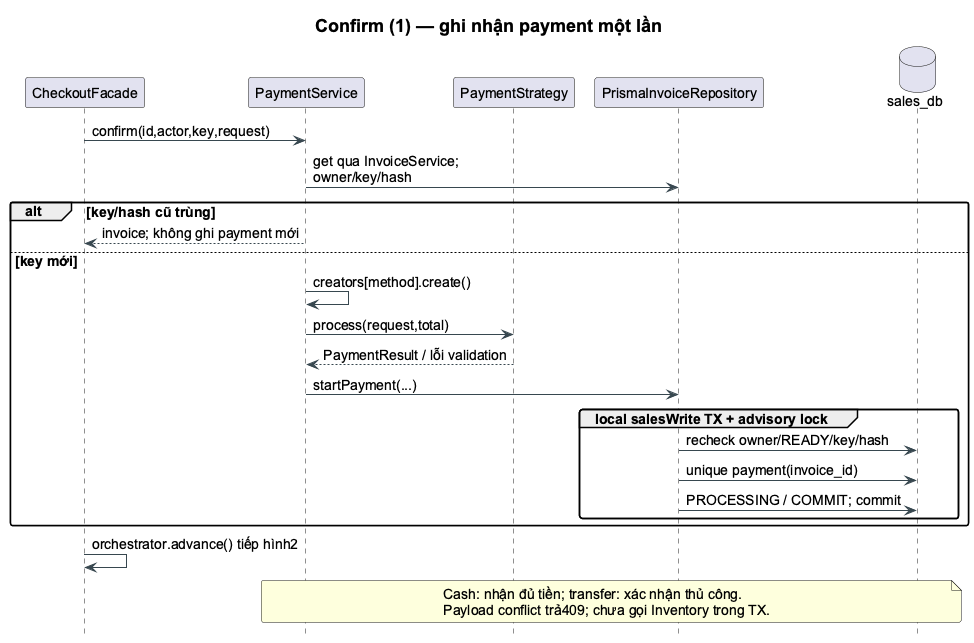 Confirm (1) — ghi nhận payment một lần
CheckoutFacade
PaymentService
PaymentStrategy
PrismaInvoiceRepository
sales_db
confirm(id,actor,key,request)
get qua InvoiceService;
owner/key/hash
alt
[key/hash cũ trùng]
invoice; không ghi payment mới
[key mới]
creators[method].create()
process(request,total)
PaymentResult / lỗi validation
startPayment(...)
local salesWrite TX + advisory lock
recheck owner/READY/key/hash
unique payment(invoice_id)
PROCESSING / COMMIT; commit
orchestrator.advance() tiếp hình2
Cash: nhận đủ tiền; transfer: xác nhận thủ công.
Payload conflict trả409; chưa gọi Inventory trong TX.